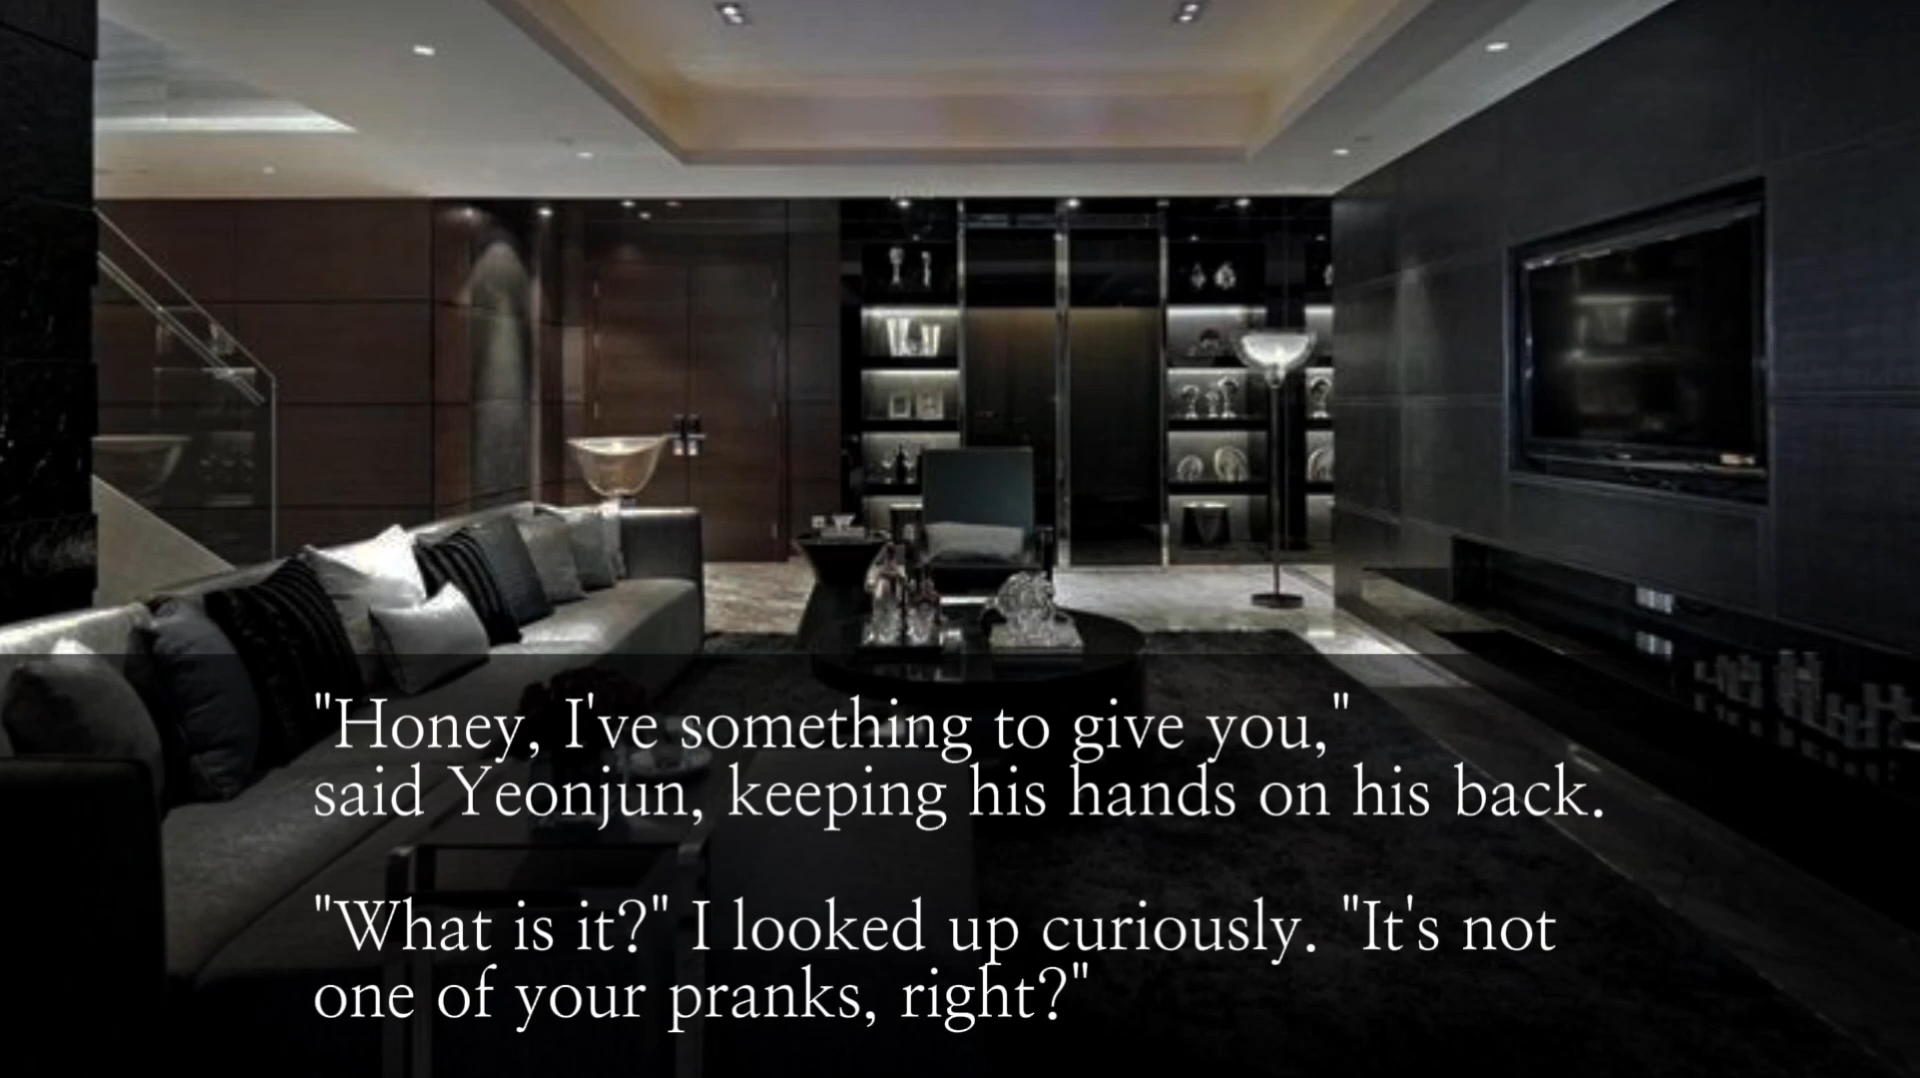 "Honey, I've something to give you,"
said Yeonjun, keeping his hands on his back.
"What is it?" I looked up curiously. "It's not
one of your pranks, right?"